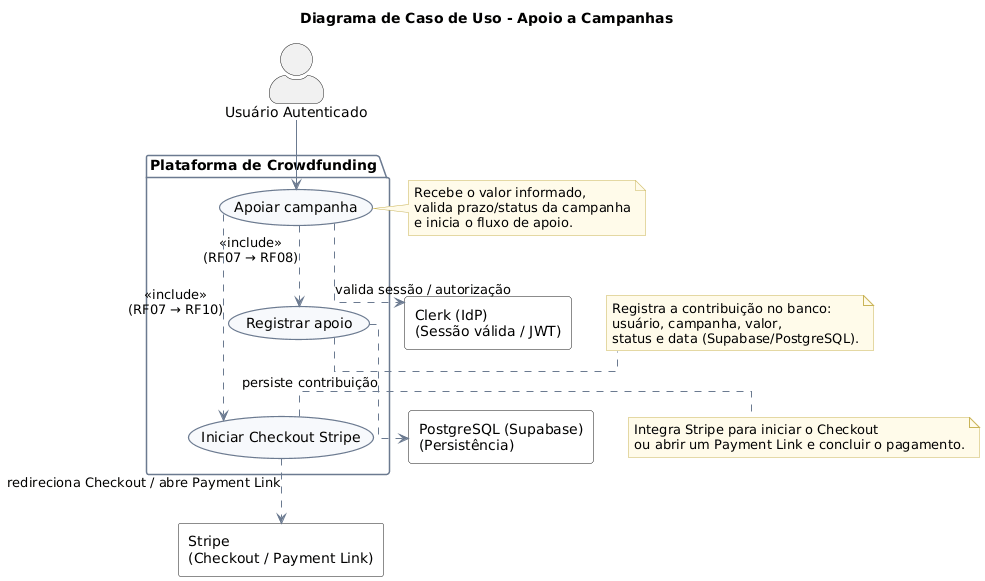 Diagrama de Caso de Uso - Apoio a Campanhas
Usuário Autenticado
Plataforma de Crowdfunding
Apoiar campanha
Recebe o valor informado,
valida prazo/status da campanha
e inicia o fluxo de apoio.
«include»
(RF07 → RF08)
«include»
(RF07 → RF10)
valida sessão / autorização
Clerk (IdP)
(Sessão válida / JWT)
Registrar apoio
Registra a contribuição no banco:
usuário, campanha, valor,
status e data (Supabase/PostgreSQL).
persiste contribuição
PostgreSQL (Supabase)
(Persistência)
Iniciar Checkout Stripe
Integra Stripe para iniciar o Checkout
ou abrir um Payment Link e concluir o pagamento.
redireciona Checkout / abre Payment Link
Stripe
(Checkout / Payment Link)